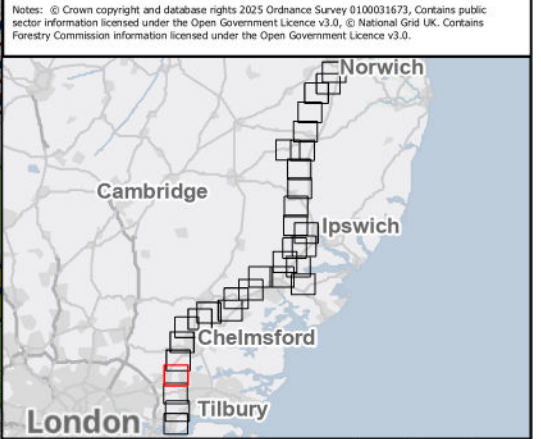 Notes: © Crown copyright and database rights 2025 Ordnance Survey 0100031673, Contains public
sector information licensed under the Open Government Licence v3.0, © National Grid UK. Contains
Forestry Commission information licensed under the Open Government Licence v3.0.
Norwich
Cambridge
Ipswich
Chelmsford
Tilbury
London